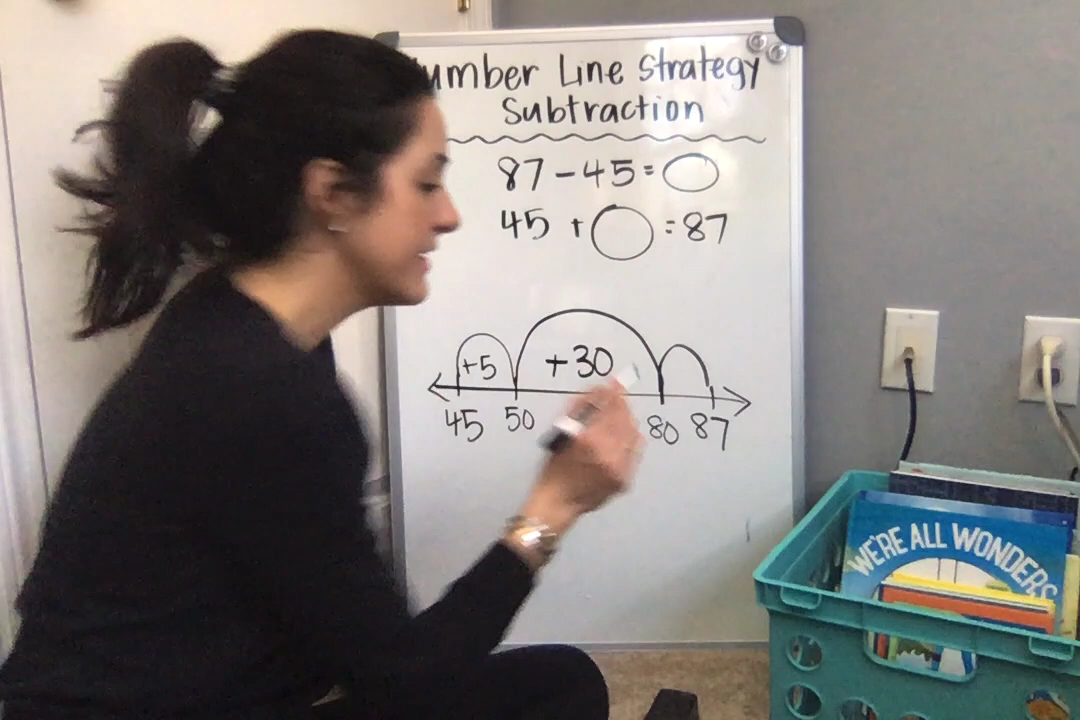 umber Line Strategy
Subtraction
87-45=
45 + =87
+5 +30
45 50 80 87
WE'RE ALL WONDERS